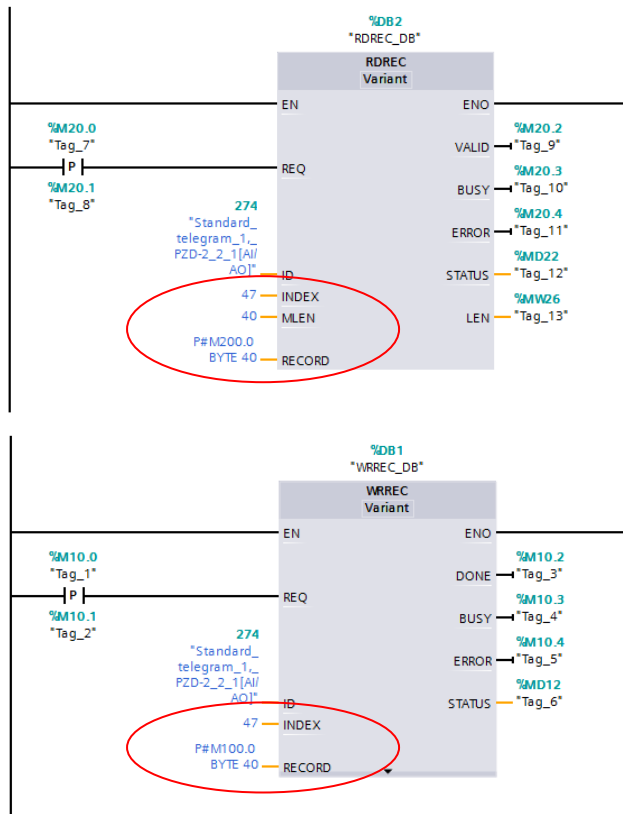 %DB2
"RDREC_DB"
RDREC
Variant
EN
ENO
%M20.0
"Tag_7"
P
%M20.1
"Tag_8"
REQ
VALID
%M20.2
"Tag_9"
BUSY
%M20.3
"Tag_10"
ERROR
%M20.4
"Tag_11"
274
"Standard_
telegram_1,_
PZD-2_2_1[AI/
AO]"
ID
STATUS
%MD22
"Tag_12"
47
INDEX
40
MLEN
LEN
%MW26
"Tag_13"
P#M200.0
BYTE 40
RECORD
%DB1
"WRREC_DB"
WRREC
Variant
EN
ENO
%M10.0
"Tag_1"
P
%M10.1
"Tag_2"
REQ
DONE
%M10.2
"Tag_3"
BUSY
%M10.3
"Tag_4"
ERROR
%M10.4
"Tag_5"
274
"Standard_
telegram_1,_
PZD-2_2_1[AI/
AO]"
ID
STATUS
%MD12
"Tag_6"
47
INDEX
P#M100.0
BYTE 40
RECORD